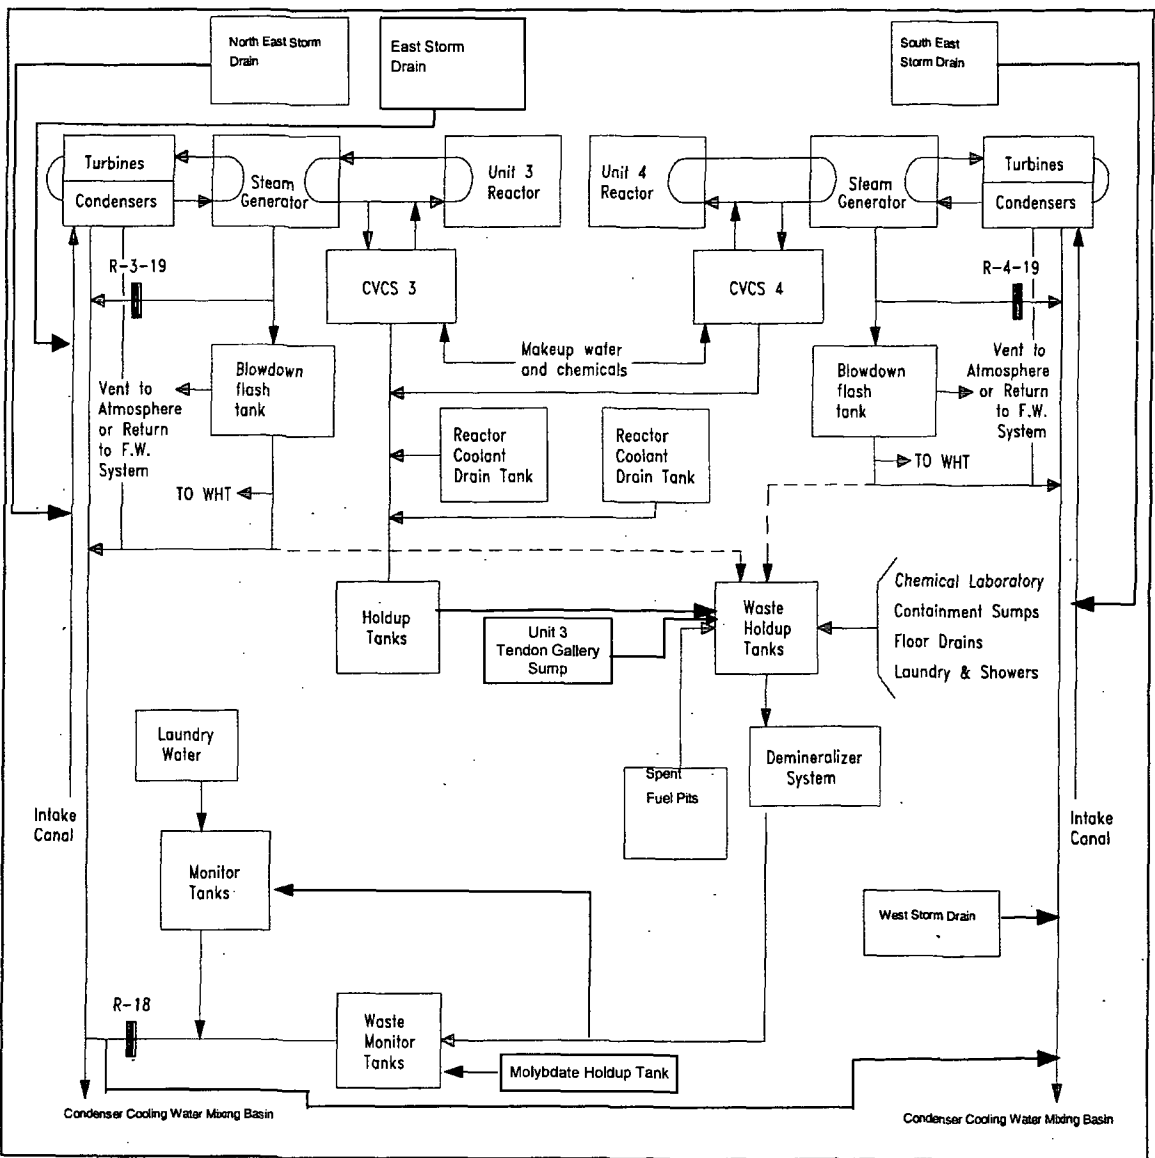 North East Storm
Drain
East Storm
Drain
South East
Storm Drain
Turbines
Condensers
Steam
Generator
Unit 3
Reactor
Unit 4
Reactor
Steam
Generator
Turbines
Condensers
R-3-19
CVCS 3
CVCS 4
R-4-19
Makeup water
and chemicals
Vent to
Atmosphere
or Return
to F.W.
System
Blowdown
flash
tank
Blowdown
flash
tank
Vent to
Atmosphere
or Return
to F.W.
System
Reactor
Coolant
Drain Tank
Reactor
Coolant
Drain Tank
TO WHT
TO WHT
Holdup
Tanks
Unit 3
Tendon Gallery
Sump
Waste
Holdup
Tanks
Chemical Laboratory
Containment Sumps
Floor Drains
Laundry & Showers
Laundry
Water
Spent
Fuel Pits
Demineralizer
System
Intake
Canal
Intake
Canal
Monitor
Tanks
West Storm Drain
R-18
Waste
Monitor
Tanks
Molybdate Holdup Tank
Condenser Cooling Water Mixing Basin
Condenser Cooling Water Mixing Basin